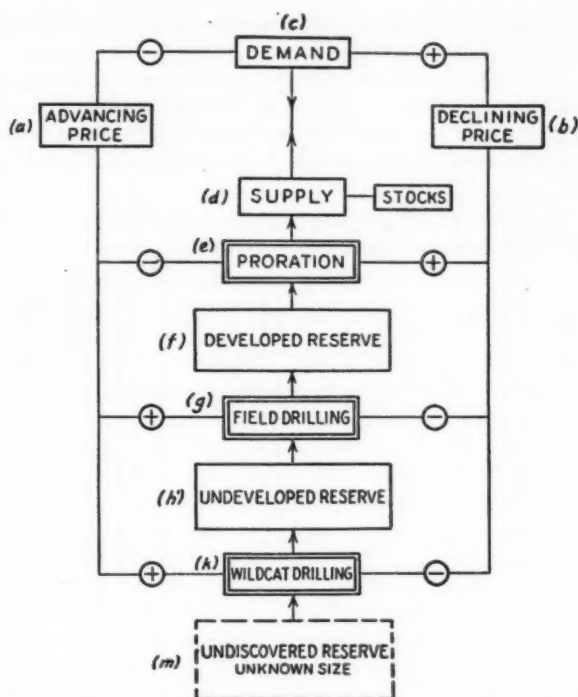 (c)
− DEMAND +
(a) ADVANCING PRICE
DECLINING PRICE (b)
(d) SUPPLY STOCKS
(e)
− PRORATION +
(f) DEVELOPED RESERVE
(g)
+ FIELD DRILLING −
(h) UNDEVELOPED RESERVE
(k)
+ WILDCAT DRILLING −
(m) UNDISCOVERED RESERVE
UNKNOWN SIZE